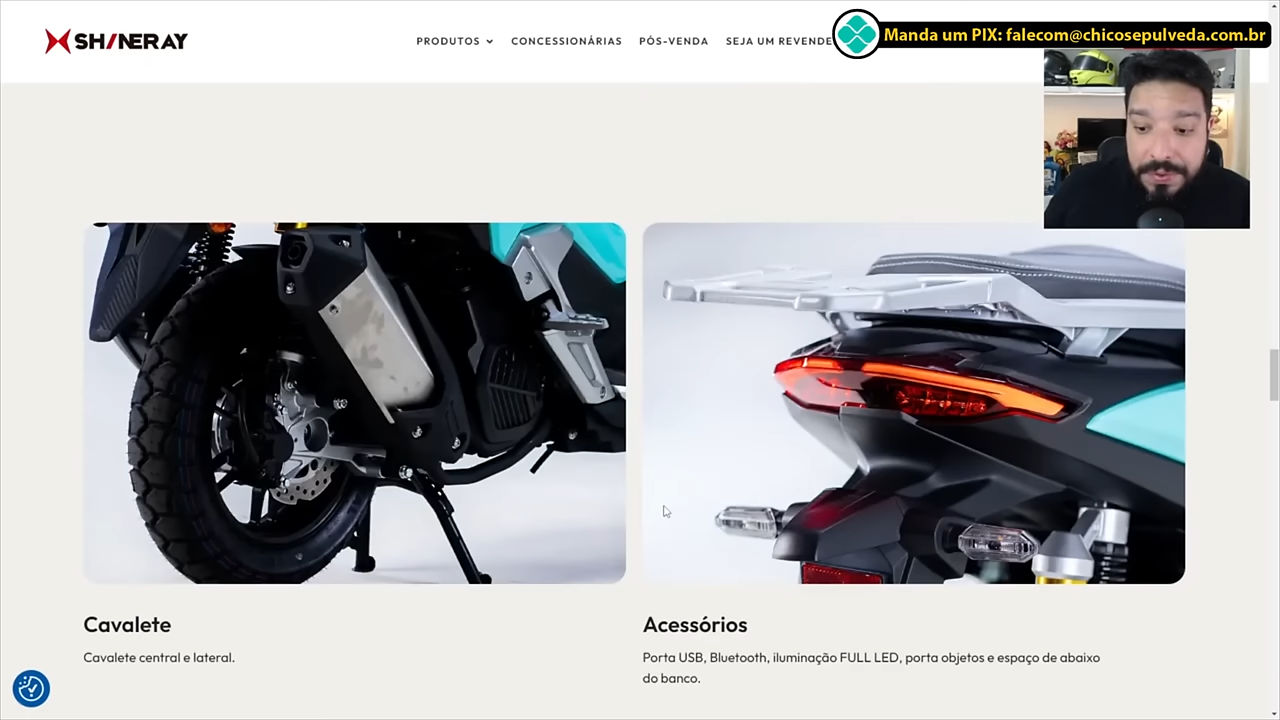 SHINERAY
PRODUTOS
CONCESSIONÁRIAS
PÓS-VENDA
SEJA UM REVENDE
Manda um PIX: falecom@chicosepulveda.com.br
Cavalete
Cavalete central e lateral.
Acessórios
Porta USB, Bluetooth, iluminação FULL LED, porta objetos e espaço de abaixo
do banco.